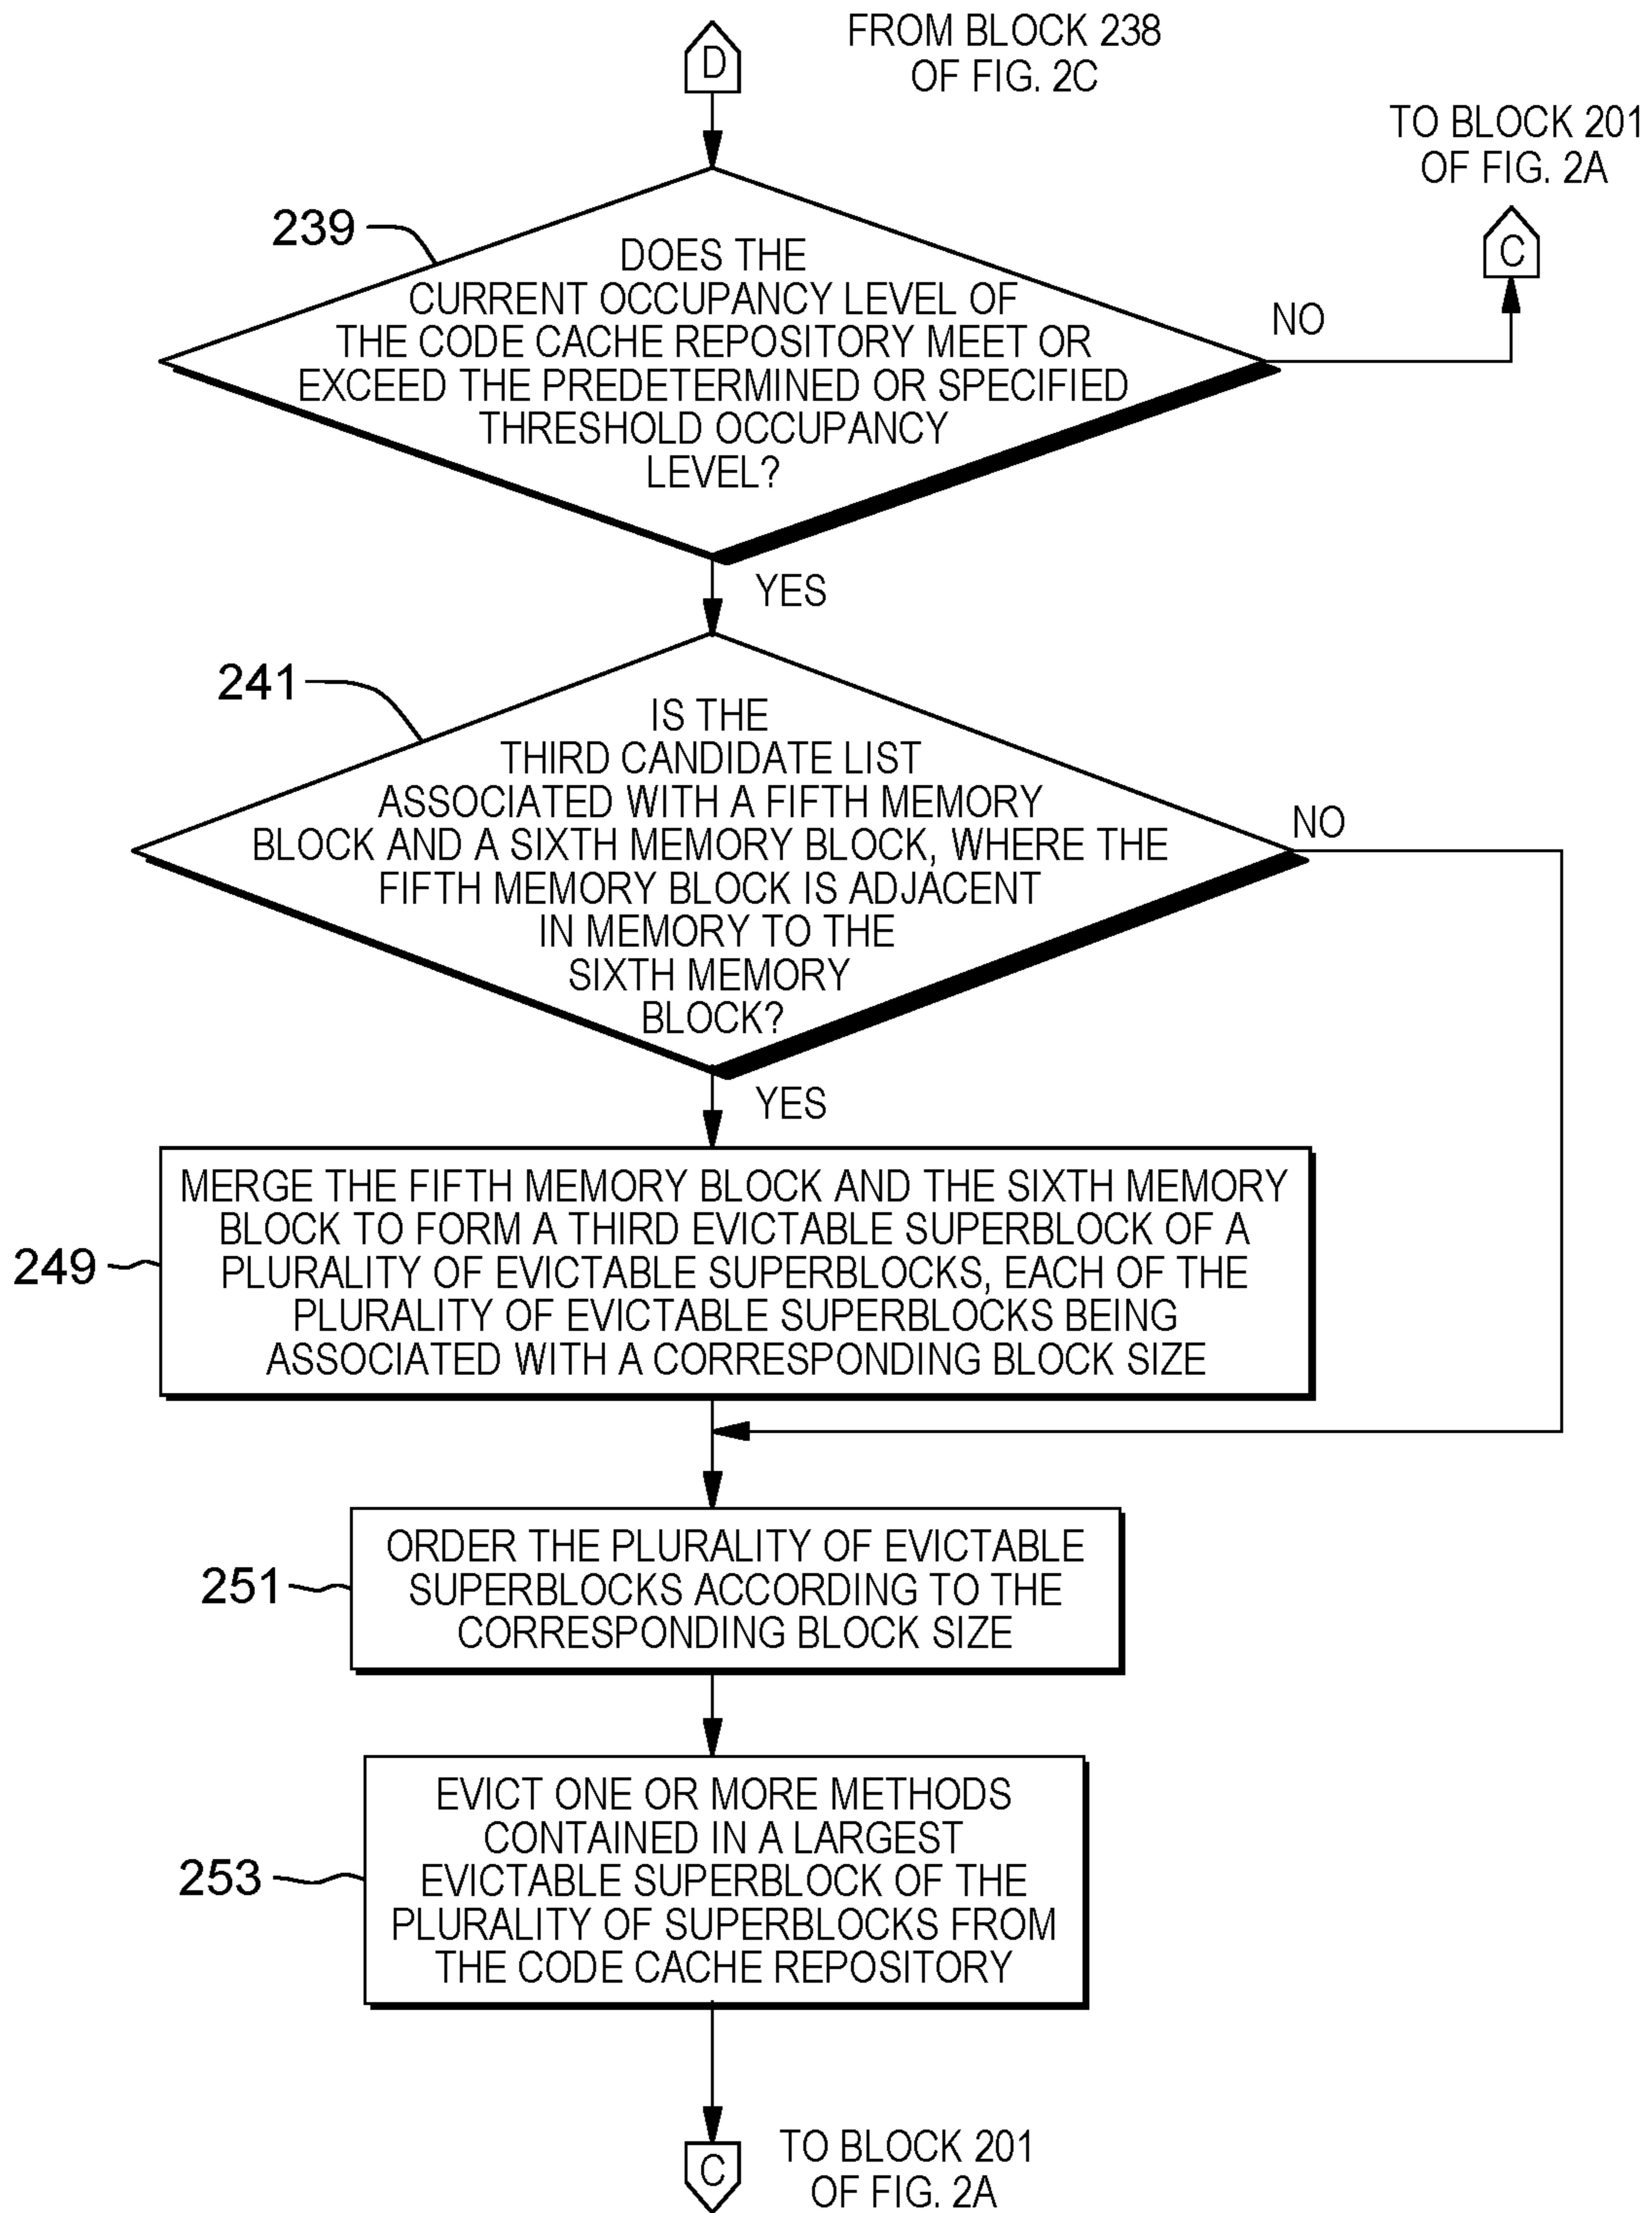 D
FROM BLOCK 238
OF FIG. 2C
TO BLOCK 201
OF FIG. 2A
C
239
DOES THE
CURRENT OCCUPANCY LEVEL OF
THE CODE CACHE REPOSITORY MEET OR
EXCEED THE PREDETERMINED OR SPECIFIED
THRESHOLD OCCUPANCY
LEVEL?
NO
YES
241
IS THE
THIRD CANDIDATE LIST
ASSOCIATED WITH A FIFTH MEMORY
BLOCK AND A SIXTH MEMORY BLOCK, WHERE THE
FIFTH MEMORY BLOCK IS ADJACENT
IN MEMORY TO THE
SIXTH MEMORY
BLOCK?
NO
YES
249
MERGE THE FIFTH MEMORY BLOCK AND THE SIXTH MEMORY
BLOCK TO FORM A THIRD EVICTABLE SUPERBLOCK OF A
PLURALITY OF EVICTABLE SUPERBLOCKS, EACH OF THE
PLURALITY OF EVICTABLE SUPERBLOCKS BEING
ASSOCIATED WITH A CORRESPONDING BLOCK SIZE
251
ORDER THE PLURALITY OF EVICTABLE
SUPERBLOCKS ACCORDING TO THE
CORRESPONDING BLOCK SIZE
253
EVICT ONE OR MORE METHODS
CONTAINED IN A LARGEST
EVICTABLE SUPERBLOCK OF THE
PLURALITY OF SUPERBLOCKS FROM
THE CODE CACHE REPOSITORY
C
TO BLOCK 201
OF FIG. 2A